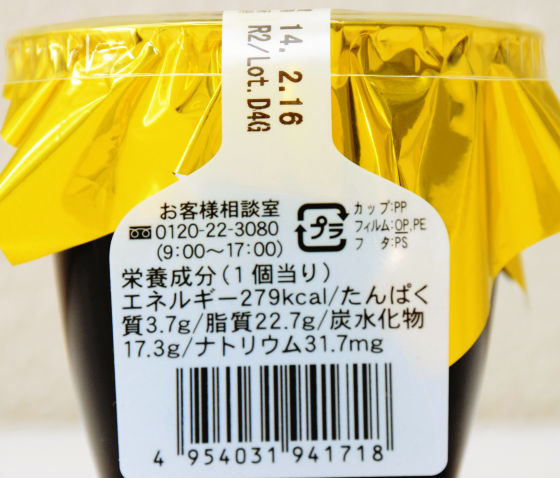 14. 2.16
R2/Lot. D4G
お客様相談室
0120-22-3080
(9:00〜17:00)
プラ
カップ:PP
フィルム:OP,PE
フタ:PS
栄養成分(1個当り)
エネルギー279kcal/たんぱく
質3.7g/脂質22.7g/炭水化物
17.3g/ナトリウム31.7mg
4 954031 941718